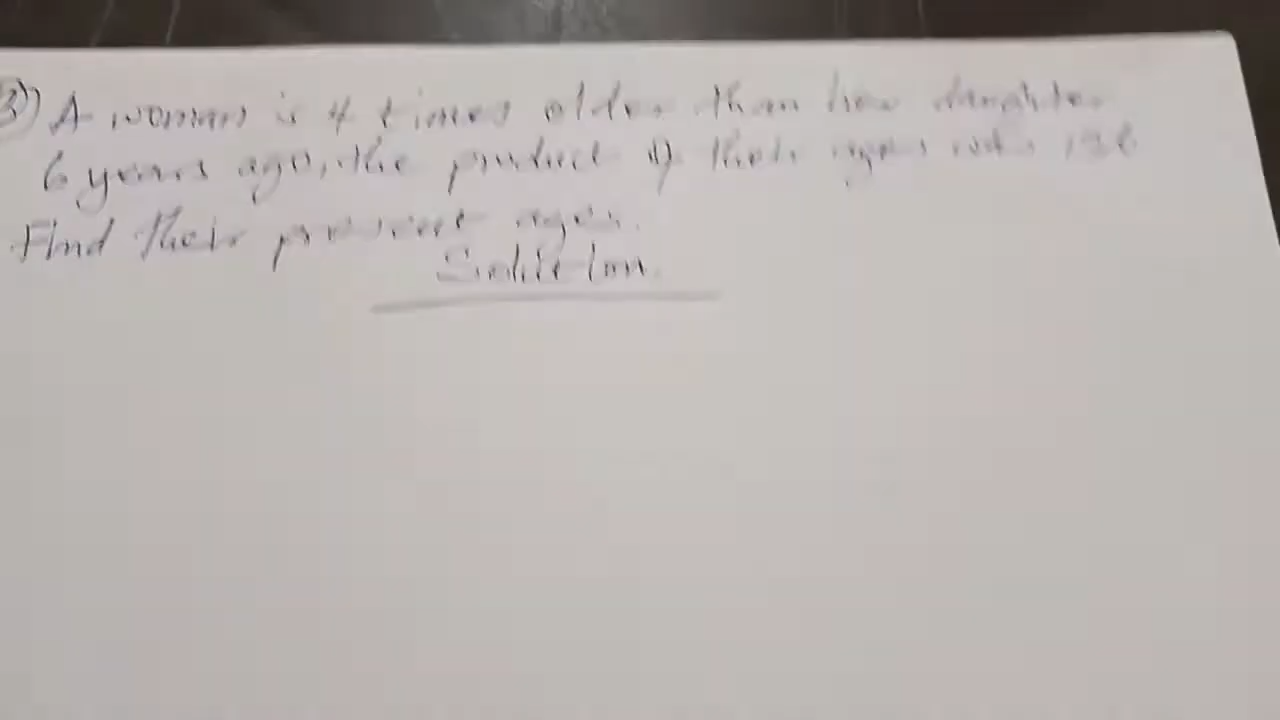 3) A woman is 4 times older than her daughter
6 years ago, the product of their ages was 136
Find their present ages.
Solution.